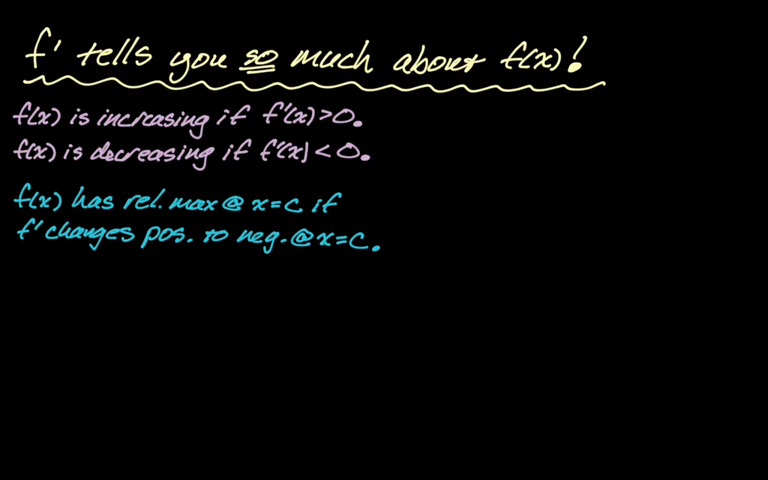 f' tells you so much about f(x)!
f(x) is increasing if f'(x)>0.
f(x) is decreasing if f'(x)<0.
f(x) has rel. max @ x=c if
f' changes pos. to neg. @ x=c.